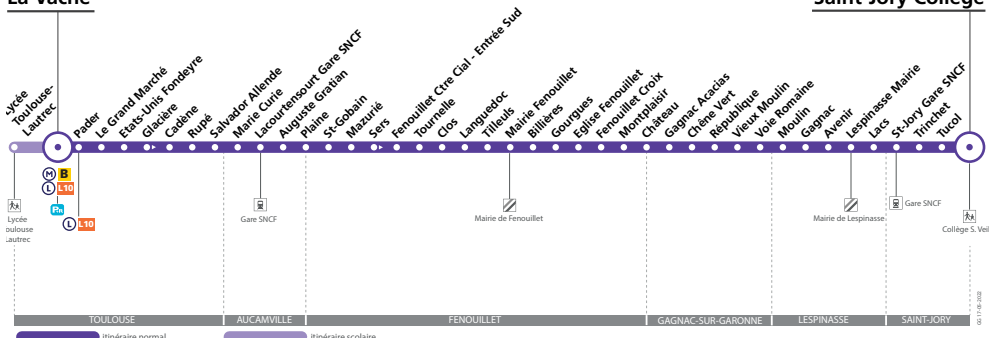 La Vache
Saint-Jory Collège
Lycée
Toulouse-
Lautrec
Pader
Le Grand Marché
Etats-Unis Fondeyre
Glacière
Cadène
Rupé
Salvador Allende
Marie Curie
Lacourtensourt Gare SNCF
Auguste Gratian
Plaine
St-Gobain
Mazurié
Sers
Fenouillet Ctre Cial - Entrée Sud
Tournelle
Clos
Languedoc
Tilleuls
Mairie Fenouillet
Bilières
Gourgues
Eglise Fenouillet
Fenouillet Croix
Montplaisir
Château
Gagnac Acacias
Chêne Vert
République
Vieux Moulin
Voie Romaine
Moulin
Gagnac
Avenir
Lespinasse Mairie
Lacs
St-Jory Gare SNCF
Trinchet
Tucol
M B
L L10
P+R
L L10
Lycée
oulouse
Lautrec
Gare SNCF
Mairie de Fenouillet
Mairie de Lespinasse
Gare SNCF
Collège S. Veil
TOULOUSE
AUCAMVILLE
FENOUILLET
GAGNAC-SUR-GARONNE
LESPINASSE
SAINT-JORY
itinéraire normal
itinéraire scolaire